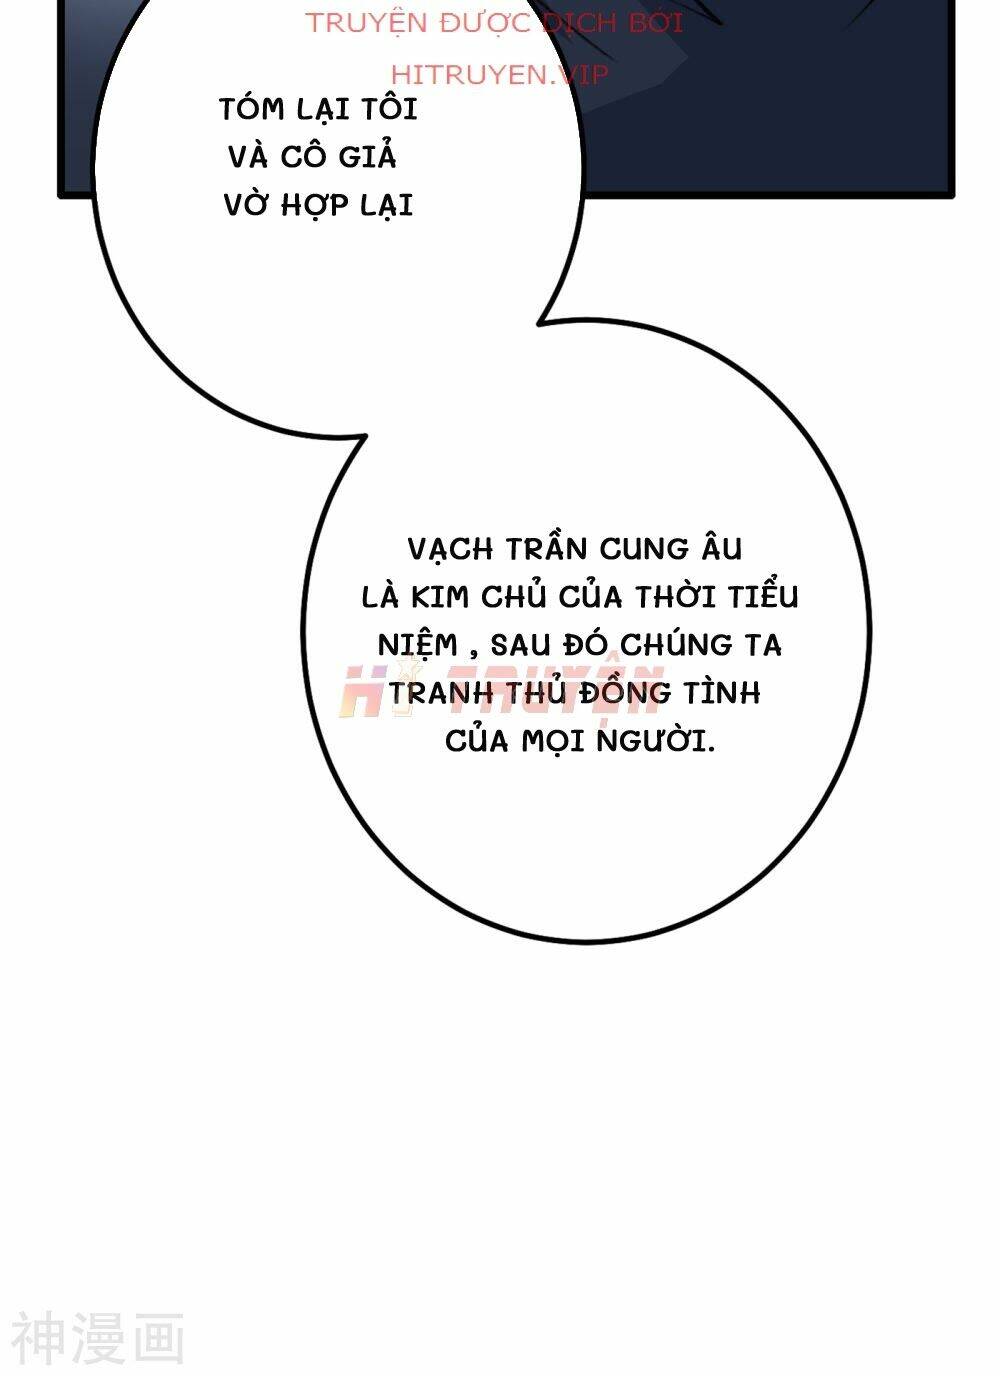 TRUYỆN ĐƯỢC DỊCH BỞI
HITRUYEN.VIP
TÓM LẠI TÔI
VÀ CÔ GIẢ
VỜ HỢP LẠI
VẠCH TRẦN CUNG ÂU
LÀ KIM CHỦ CỦA THỜI TIỂU
NIỆM , SAU ĐÓ CHÚNG TA
HI TRUYỆN
TRANH THỦ ĐỒNG TÌNH
CỦA MỌI NGƯỜI.
神漫画